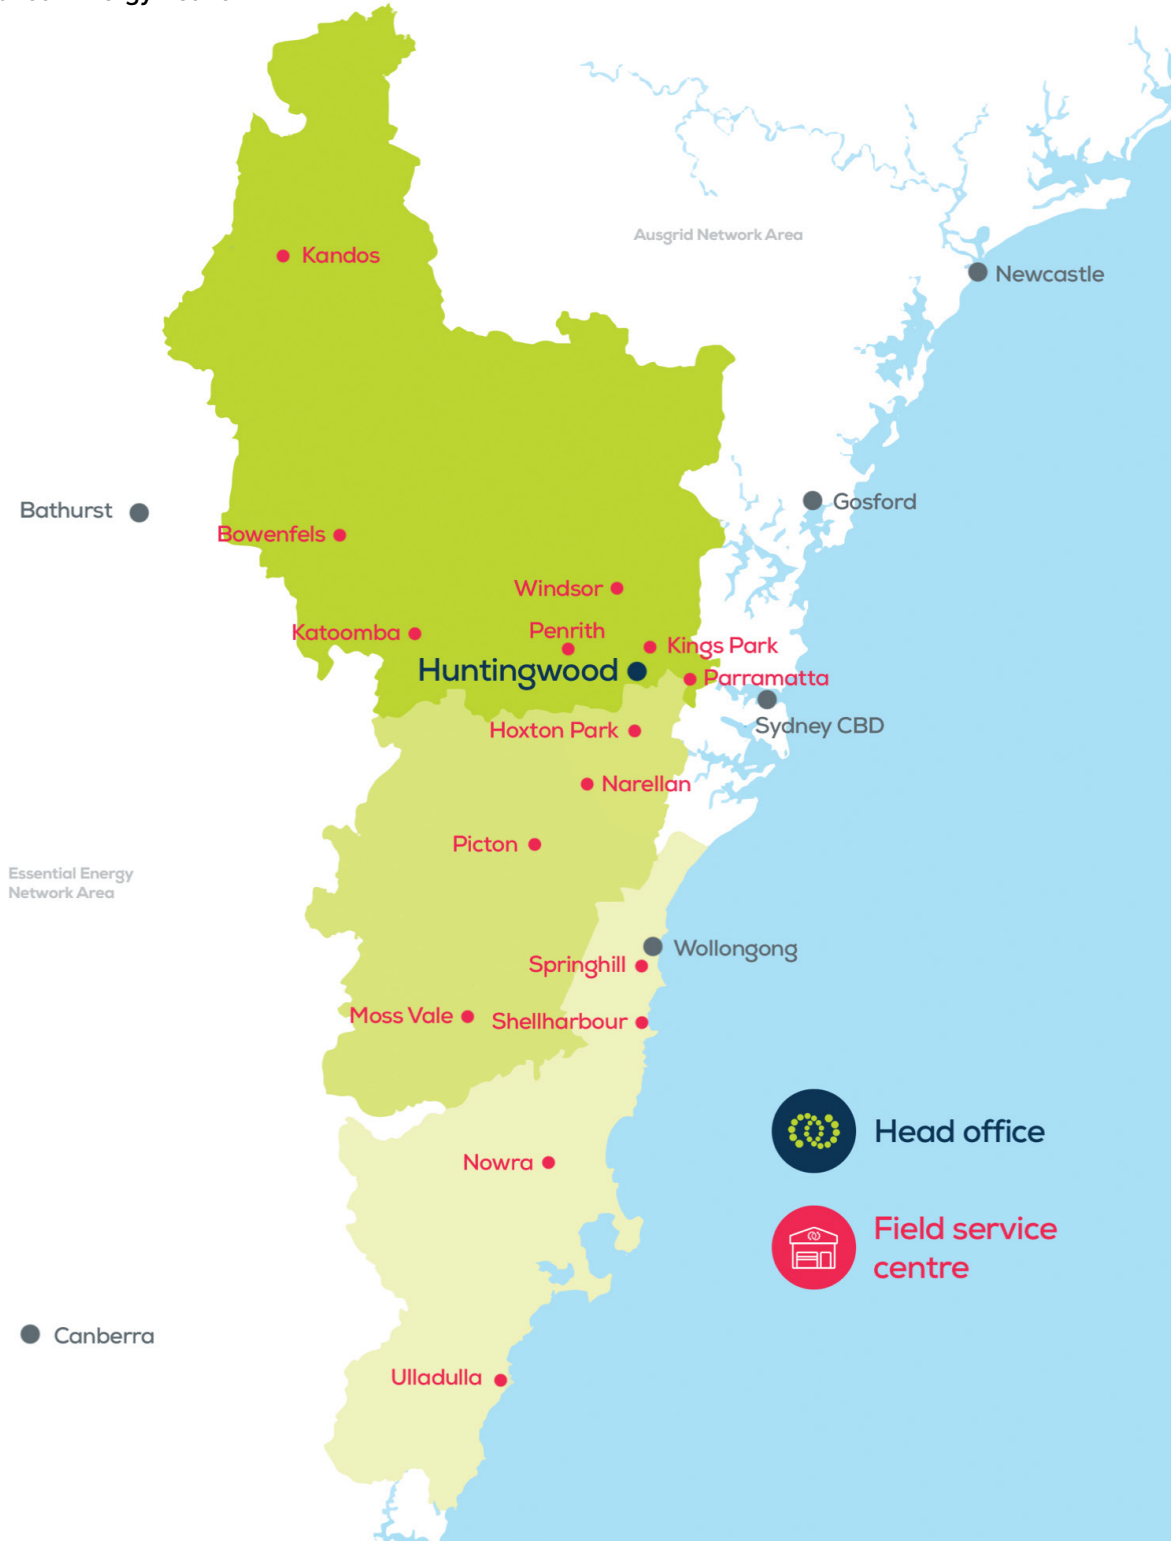 Ausgrid Network Area
Kandos
Newcastle
Bathurst
Gosford
Bowenfels
Windsor
Katoomba
Penrith
Kings Park
Huntingwood
Parramatta
Sydney CBD
Hoxton Park
Narellan
Picton
Essential Energy
Network Area
Wollongong
Springhill
Moss Vale
Shellharbour
Head office
Nowra
Field service
centre
Canberra
Ulladulla